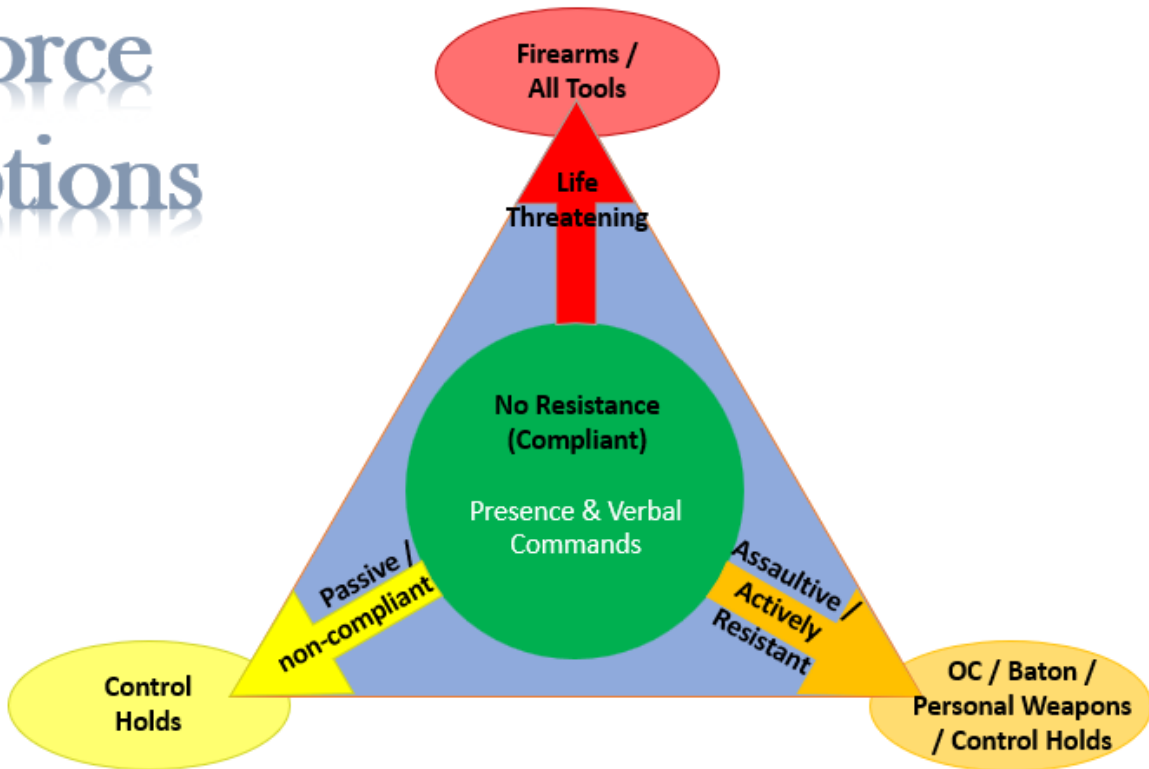 orce
otions
Firearms /
All Tools
Life
Threatening
No Resistance
(Compliant)
Presence & Verbal
Commands
Passive /
non-compliant
Assaultive /
Actively
Resistant
Control
Holds
OC / Baton /
Personal Weapons
/ Control Holds